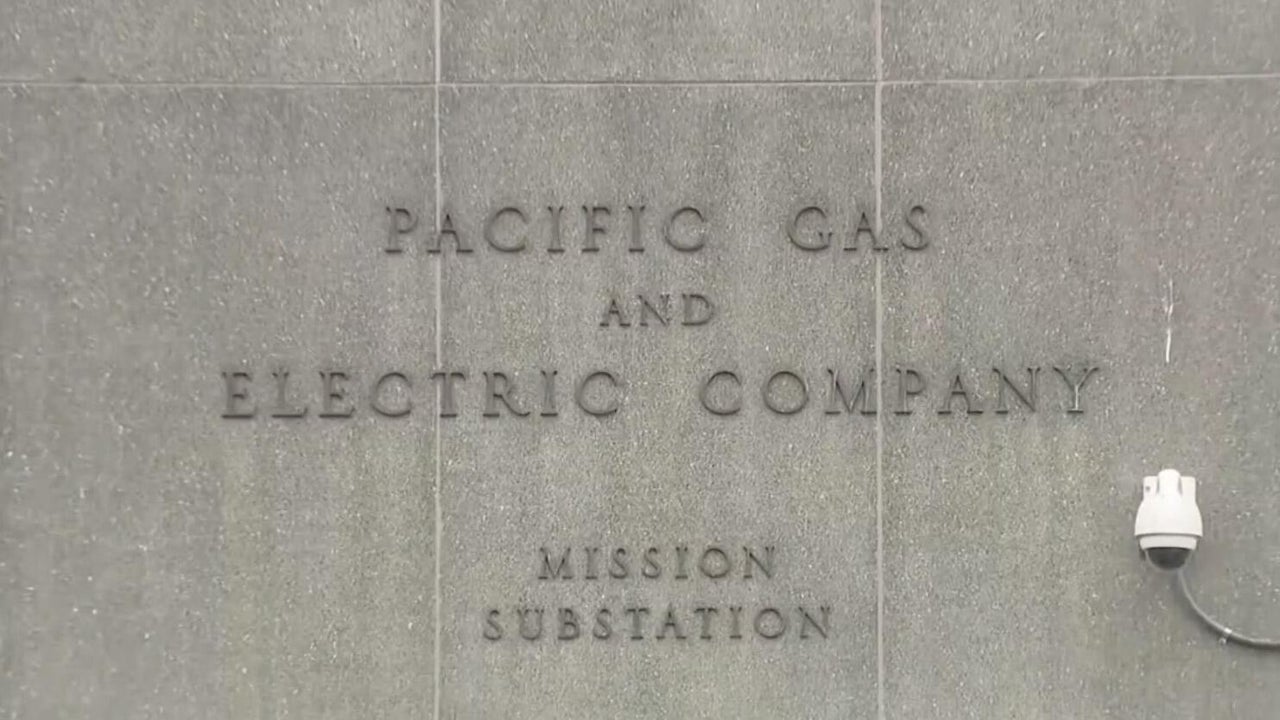 PACIFIC GAS
AND
ELECTRIC COMPANY
MISSION
SUBSTATION